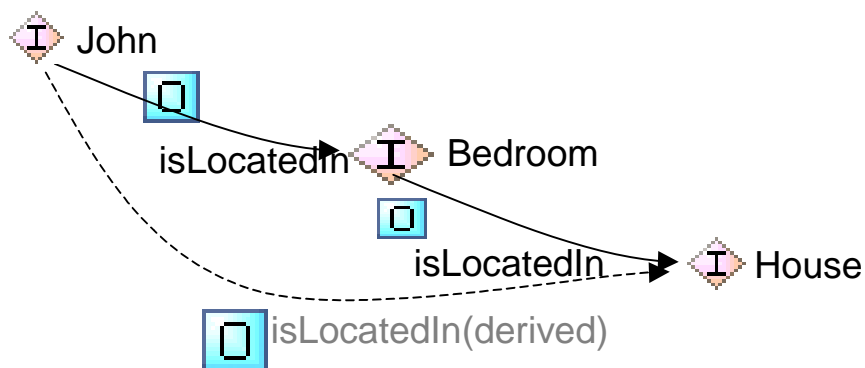 I John
O
isLocatedIn
I Bedroom
O
isLocatedIn
I House
O isLocatedIn(derived)